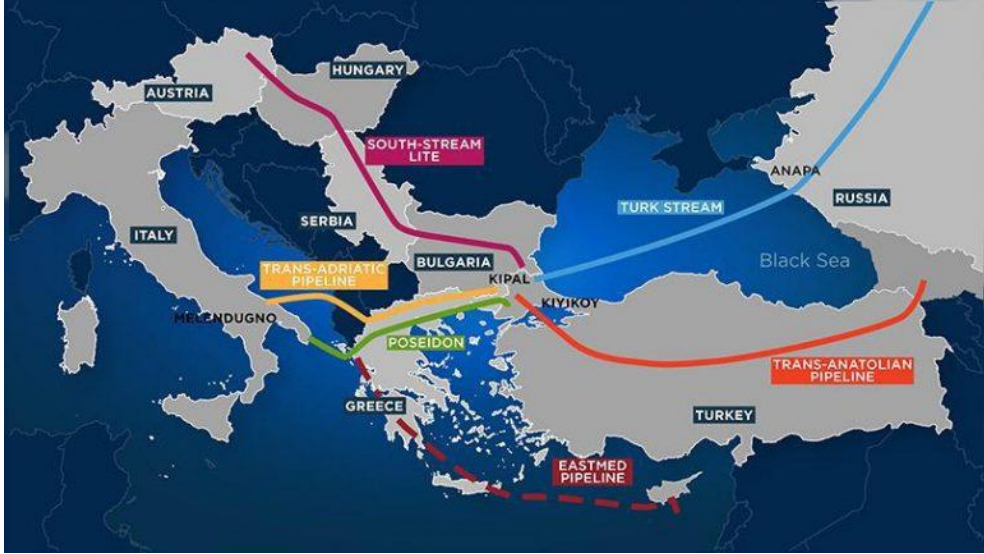 HUNGARY
AUSTRIA
SOUTH-STREAM
LITE
ANAPA
RUSSIA
TURK STREAM
SERBIA
ITALY
BULGARIA
Black Sea
TRANS-ADRIATIC
PIPELINE
KIPAL
KIYIKOY
MELENDUGNO
POSEIDON
TRANS-ANATOLIAN
PIPELINE
GREECE
TURKEY
EASTMED
PIPELINE